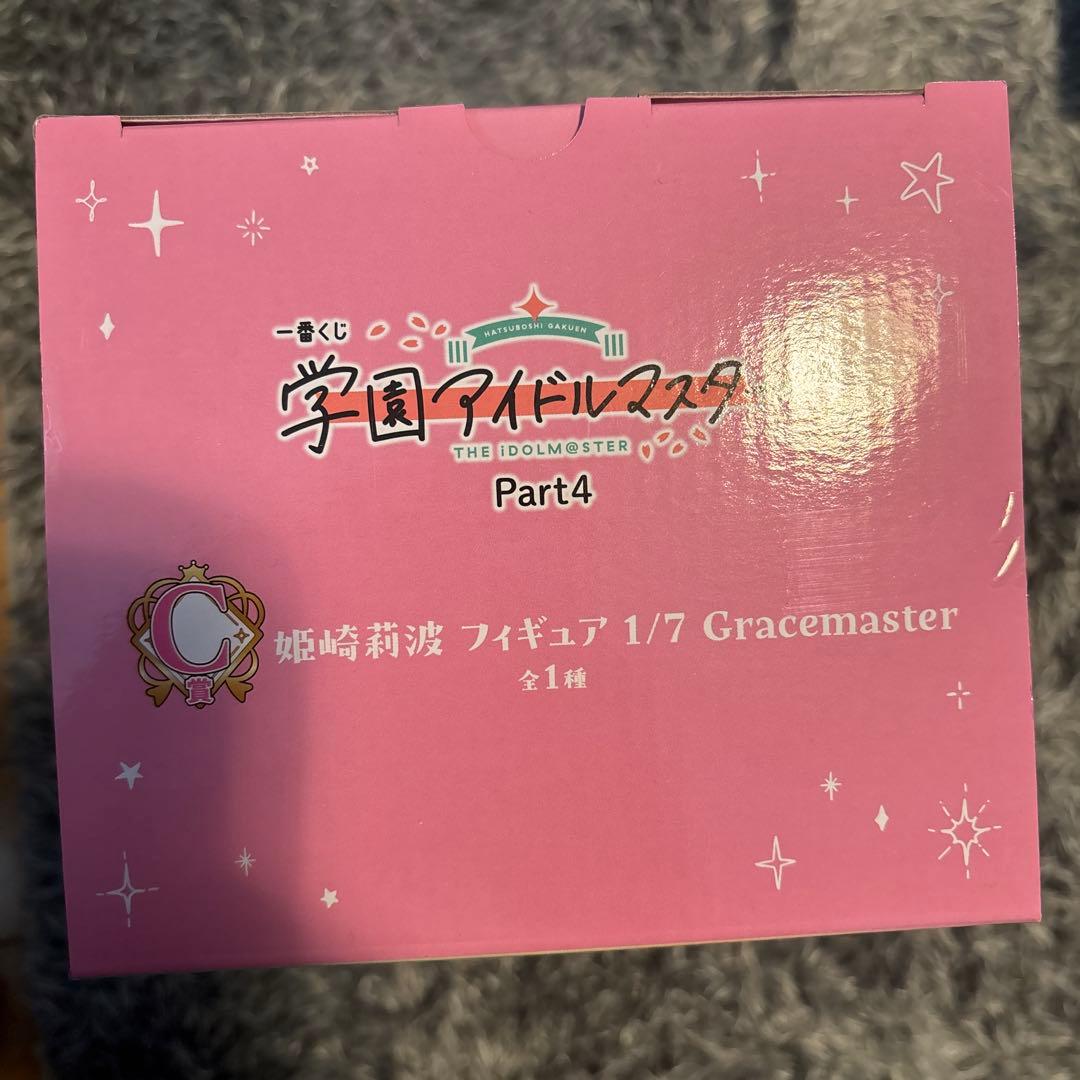 一番くじ
HATSUBOSHI GAKUEN
学園アイドルマスター
THE iDOLM@STER
Part4
C賞
姫崎莉波 フィギュア 1/7 Gracemaster
全1種